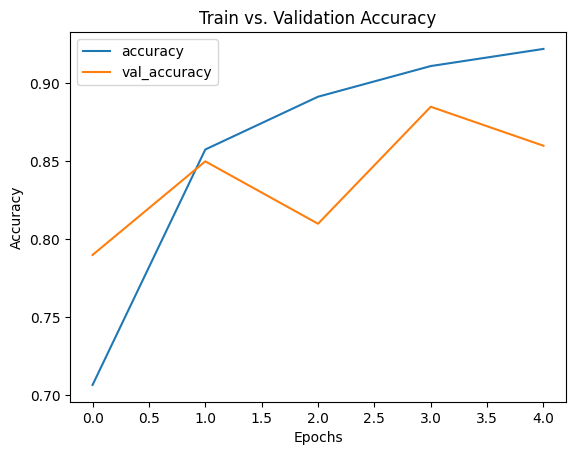 Train vs. Validation Accuracy
accuracy
val_accuracy
0.90
0.85
0.80
0.75
0.70
Accuracy
0.0 0.5 1.0 1.5 2.0 2.5 3.0 3.5 4.0
Epochs